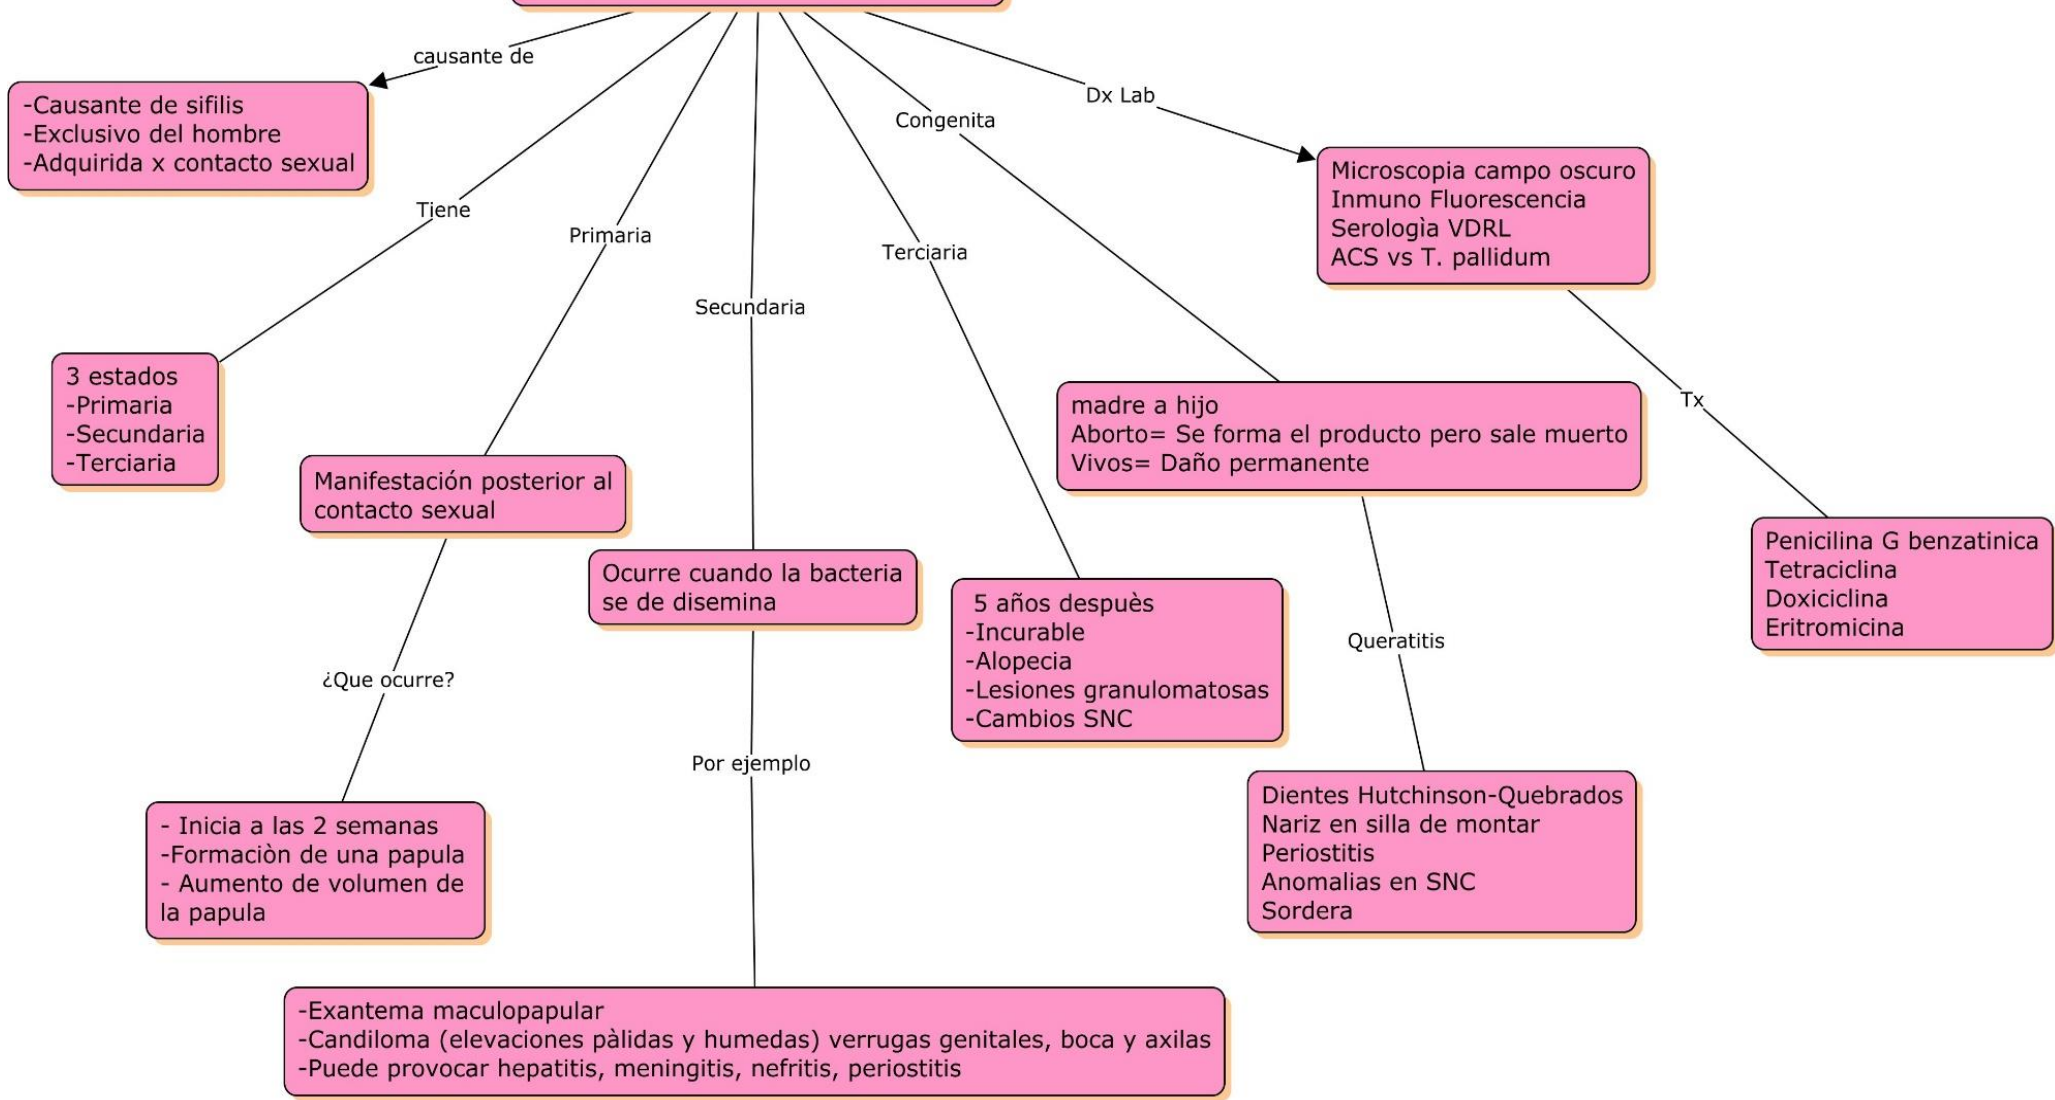 causante de
-Causante de sifilis
-Exclusivo del hombre
-Adquirida x contacto sexual
Tiene
3 estados
-Primaria
-Secundaria
-Terciaria
Primaria
Manifestación posterior al
contacto sexual
¿Que ocurre?
- Inicia a las 2 semanas
-Formaciòn de una papula
- Aumento de volumen de
la papula
Secundaria
Ocurre cuando la bacteria
se de disemina
Por ejemplo
-Exantema maculopapular
-Candiloma (elevaciones pàlidas y humedas) verrugas genitales, boca y axilas
-Puede provocar hepatitis, meningitis, nefritis, periostitis
Terciaria
5 años despuès
-Incurable
-Alopecia
-Lesiones granulomatosas
-Cambios SNC
Congenita
madre a hijo
Aborto= Se forma el producto pero sale muerto
Vivos= Daño permanente
Queratitis
Dientes Hutchinson-Quebrados
Nariz en silla de montar
Periostitis
Anomalias en SNC
Sordera
Dx Lab
Microscopia campo oscuro
Inmuno Fluorescencia
Serologìa VDRL
ACS vs T. pallidum
Tx
Penicilina G benzatinica
Tetraciclina
Doxiciclina
Eritromicina